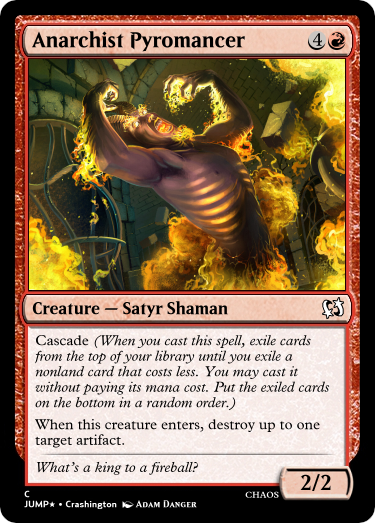 Anarchist Pyromancer 4
Creature — Satyr Shaman
Cascade (When you cast this spell, exile cards
from the top of your library until you exile a
nonland card that costs less. You may cast it
without paying its mana cost. Put the exiled cards
on the bottom in a random order.)
When this creature enters, destroy up to one
target artifact.
What's a king to a fireball?
2/2
C
JUMP★ • Crashington Adam Danger
CHAOS